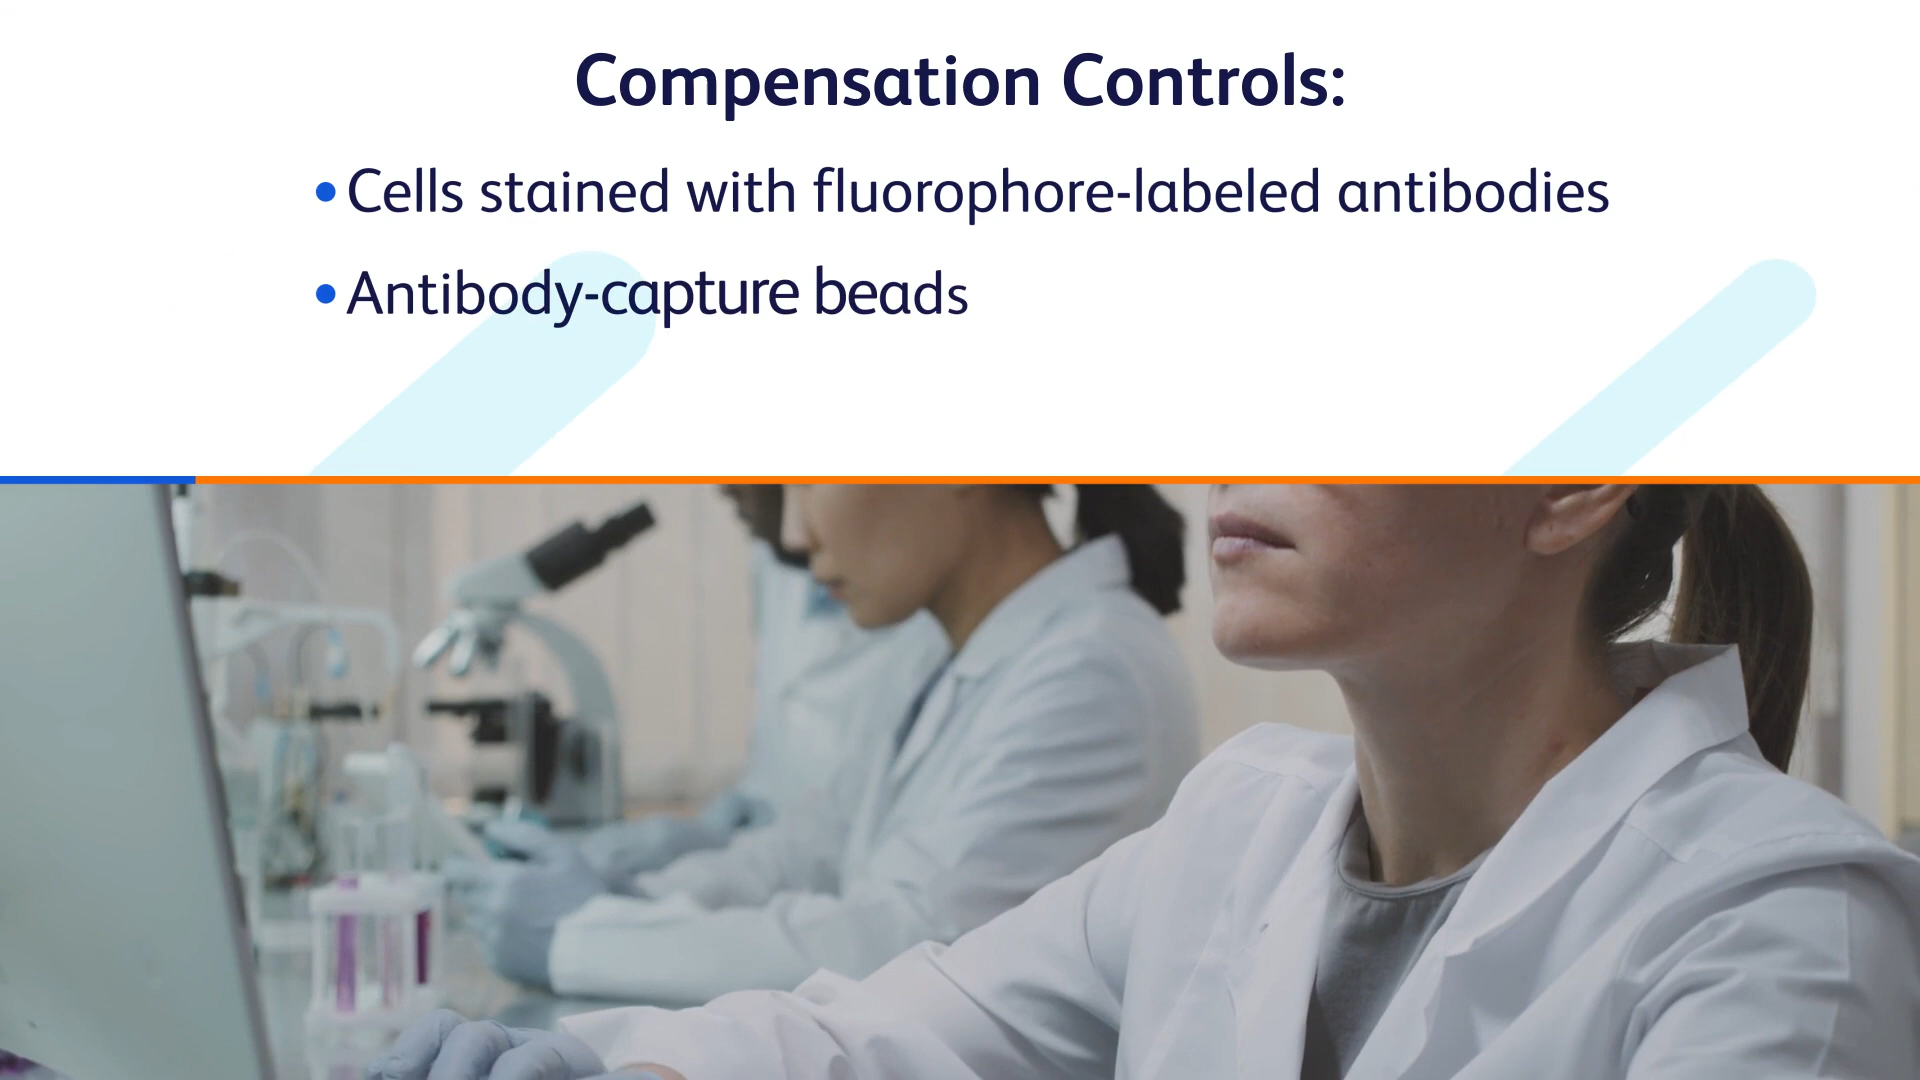 Compensation Controls:
•Cells stained with fluorophore-labeled antibodies
•Antibody-capture beads